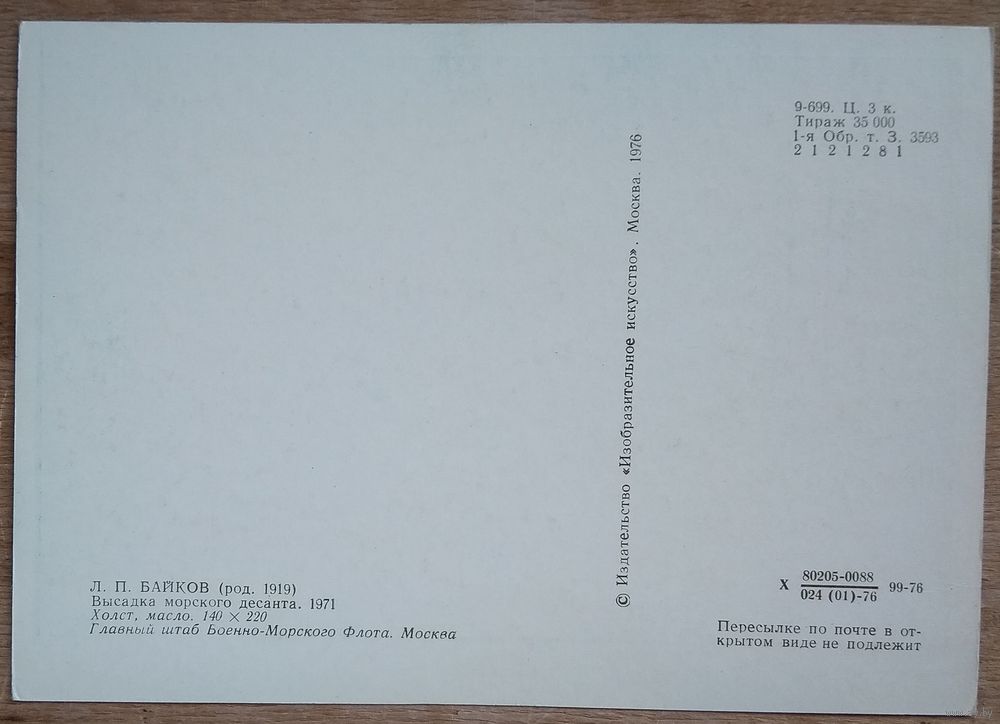 9-699. Ц. 3 к.
Тираж 35 000
1-я Обр. т. З. 3593
2 1 2 1 2 8 1
© Издательство «Изобразительное искусство». Москва. 1976
Л. П. БАЙКОВ (род. 1919)
Высадка морского десанта. 1971
Холст, масло. 140 × 220
Главный штаб Военно-Морского Флота. Москва
X 80205-0088 99-76
024 (01)-76
Пересылке по почте в от-
крытом виде не подлежит